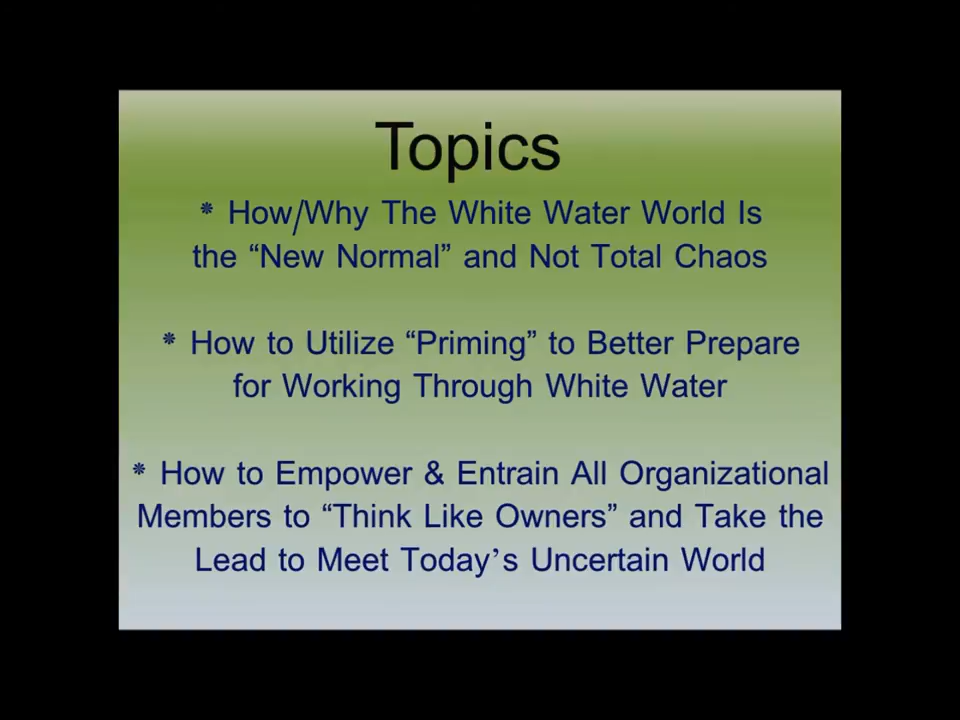 Topics
* How/Why The White Water World Is
the “New Normal” and Not Total Chaos
* How to Utilize “Priming” to Better Prepare
for Working Through White Water
* How to Empower & Entrain All Organizational
Members to “Think Like Owners” and Take the
Lead to Meet Today’s Uncertain World